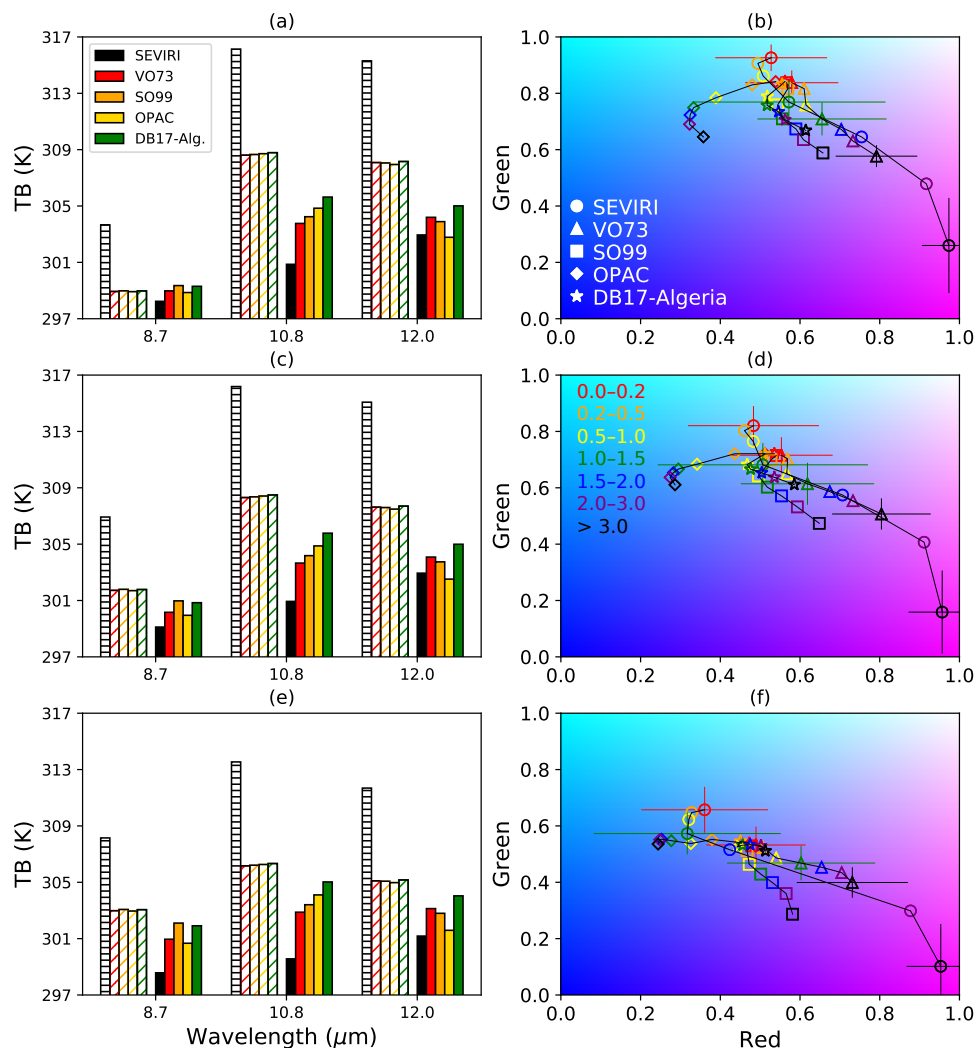 (a)
317
313
309
305
301
297
TB (K)
SEVIRI
VO73
SO99
OPAC
DB17-Alg.
8.7
10.8
12.0
(b)
1.0
0.8
0.6
0.4
0.2
0.0
Green
SEVIRI
VO73
SO99
OPAC
DB17-Algeria
0.0
0.2
0.4
0.6
0.8
1.0
(c)
317
313
309
305
301
297
TB (K)
8.7
10.8
12.0
(d)
1.0
0.8
0.6
0.4
0.2
0.0
Green
0.0–0.2
0.2–0.5
0.5–1.0
1.0–1.5
1.5–2.0
2.0–3.0
> 3.0
0.0
0.2
0.4
0.6
0.8
1.0
(e)
317
313
309
305
301
297
TB (K)
8.7
10.8
12.0
Wavelength (μm)
(f)
1.0
0.8
0.6
0.4
0.2
0.0
Green
0.0
0.2
0.4
0.6
0.8
1.0
Red